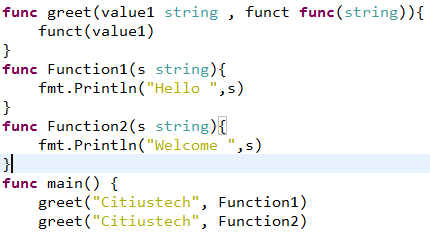 func greet(value1 string , funct func(string)){
    funct(value1)
}
func Function1(s string){
    fmt.Println("Hello ",s)
}
func Function2(s string){
    fmt.Println("Welcome ",s)
}
func main() {
    greet("Citiustech", Function1)
    greet("Citiustech", Function2)